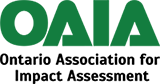 OAIA
Ontario Association for
Impact Assessment